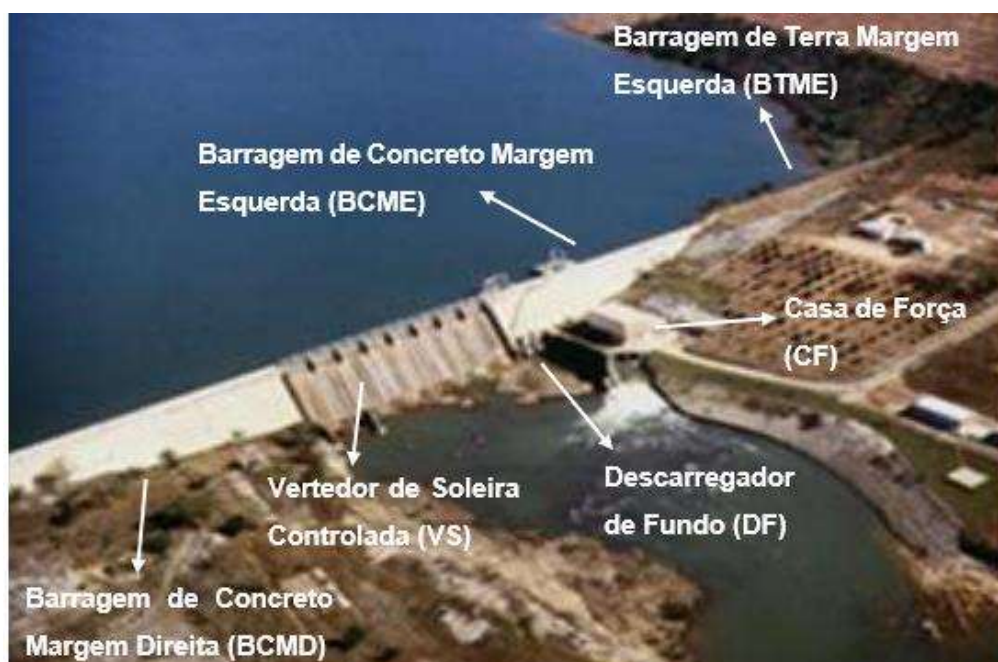 Barragem de Terra Margem
Esquerda (BTME)
Barragem de Concreto Margem
Esquerda (BCME)
Casa de Força
(CF)
Vertedor de Soleira
Controlada (VS)
Descarregador
de Fundo (DF)
Barragem de Concreto
Margem Direita (BCMD)